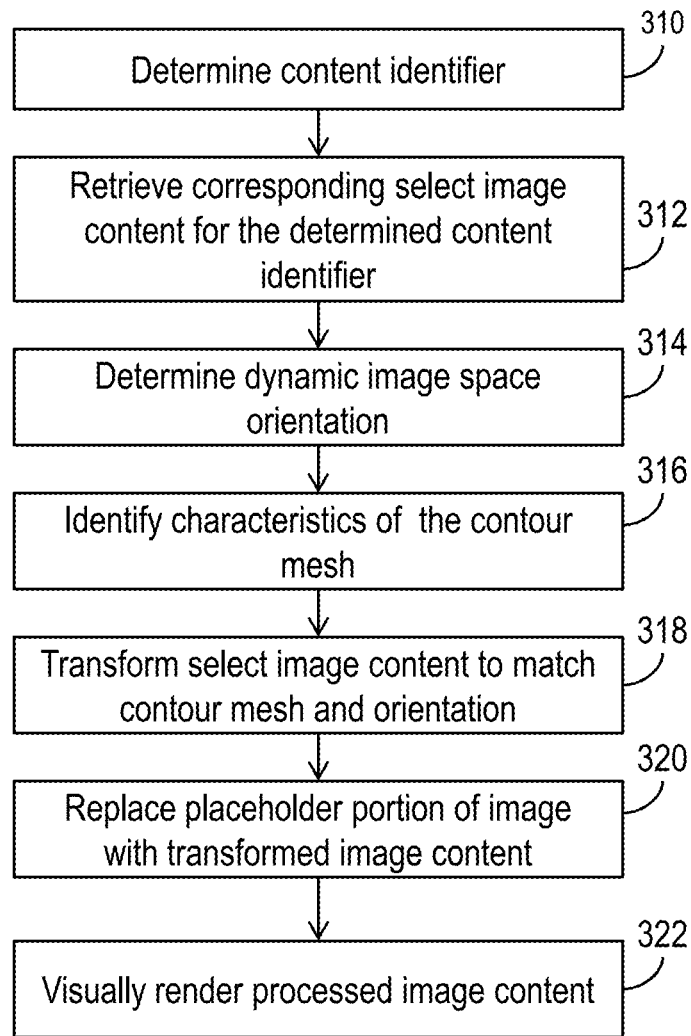 310
Determine content identifier
Retrieve corresponding select image
content for the determined content
identifier
312
Determine dynamic image space
orientation
314
Identify characteristics of the contour
mesh
316
Transform select image content to match
contour mesh and orientation
318
Replace placeholder portion of image
with transformed image content
320
Visually render processed image content
322